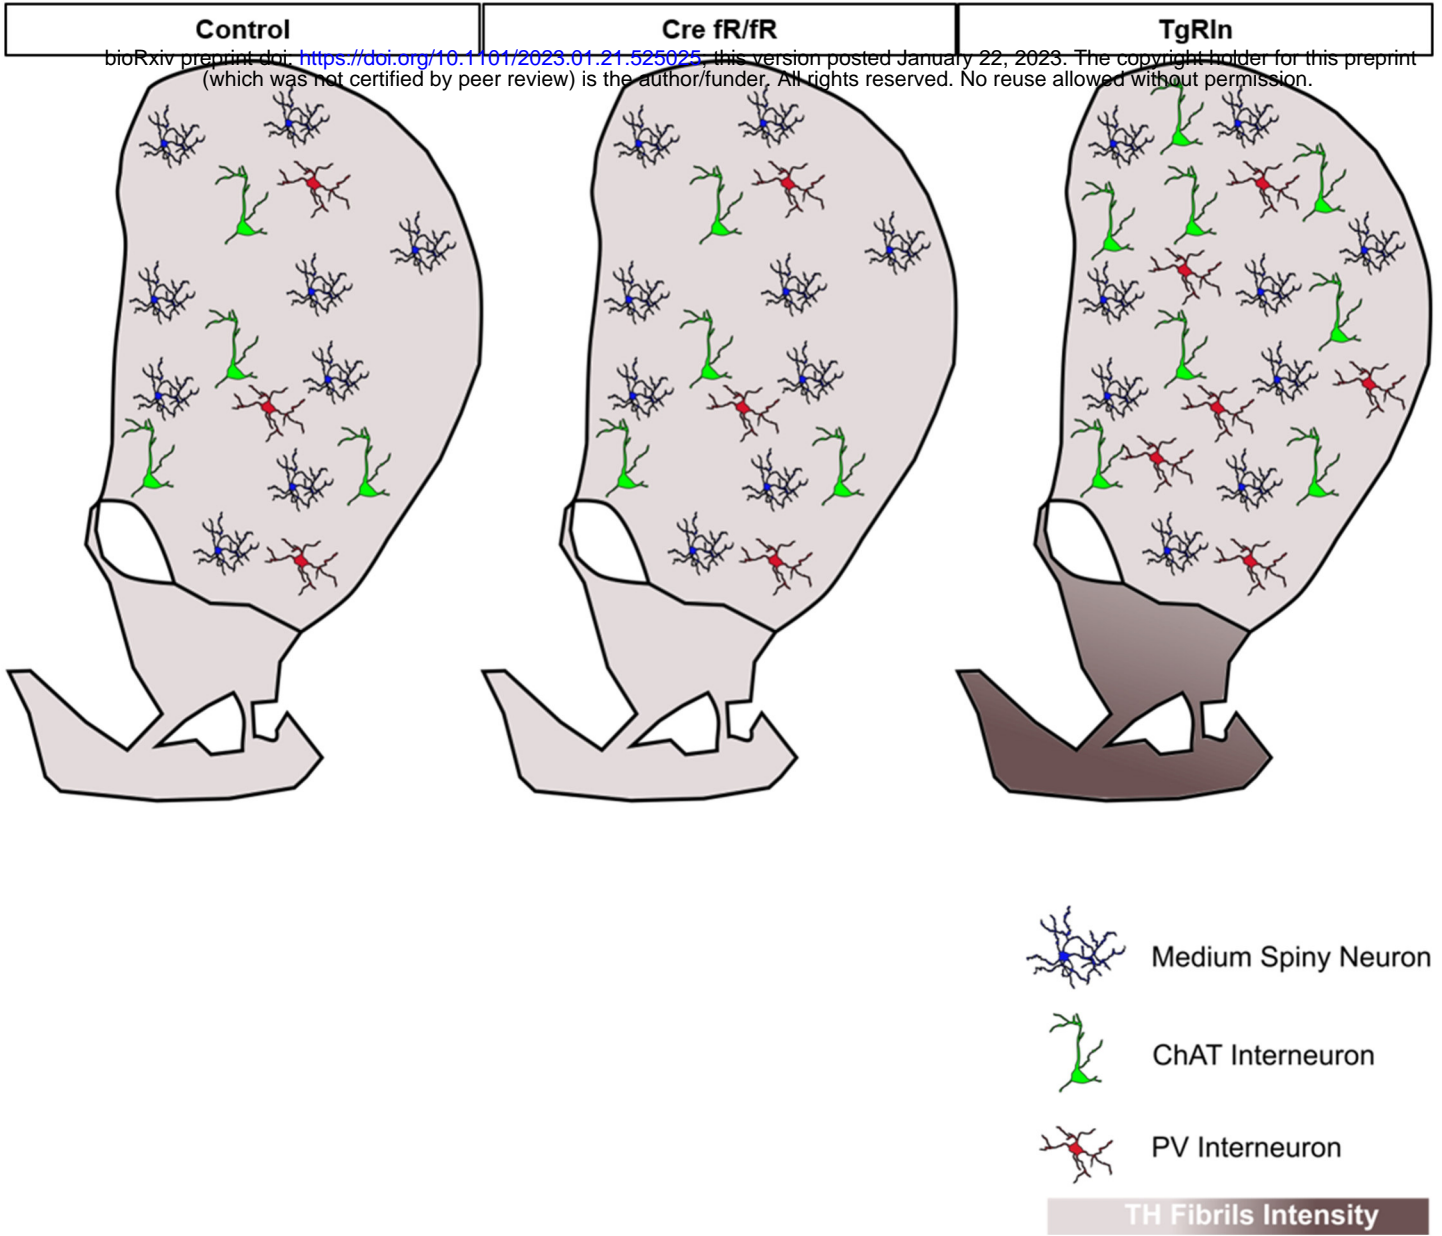 Control
Cre fR/fR
TgRln
bioRxiv preprint doi: https://doi.org/10.1101/2023.01.21.525025; this version posted January 22, 2023. The copyright holder for this preprint
(which was not certified by peer review) is the author/funder. All rights reserved. No reuse allowed without permission.
Medium Spiny Neuron
ChAT Interneuron
PV Interneuron
TH Fibrils Intensity